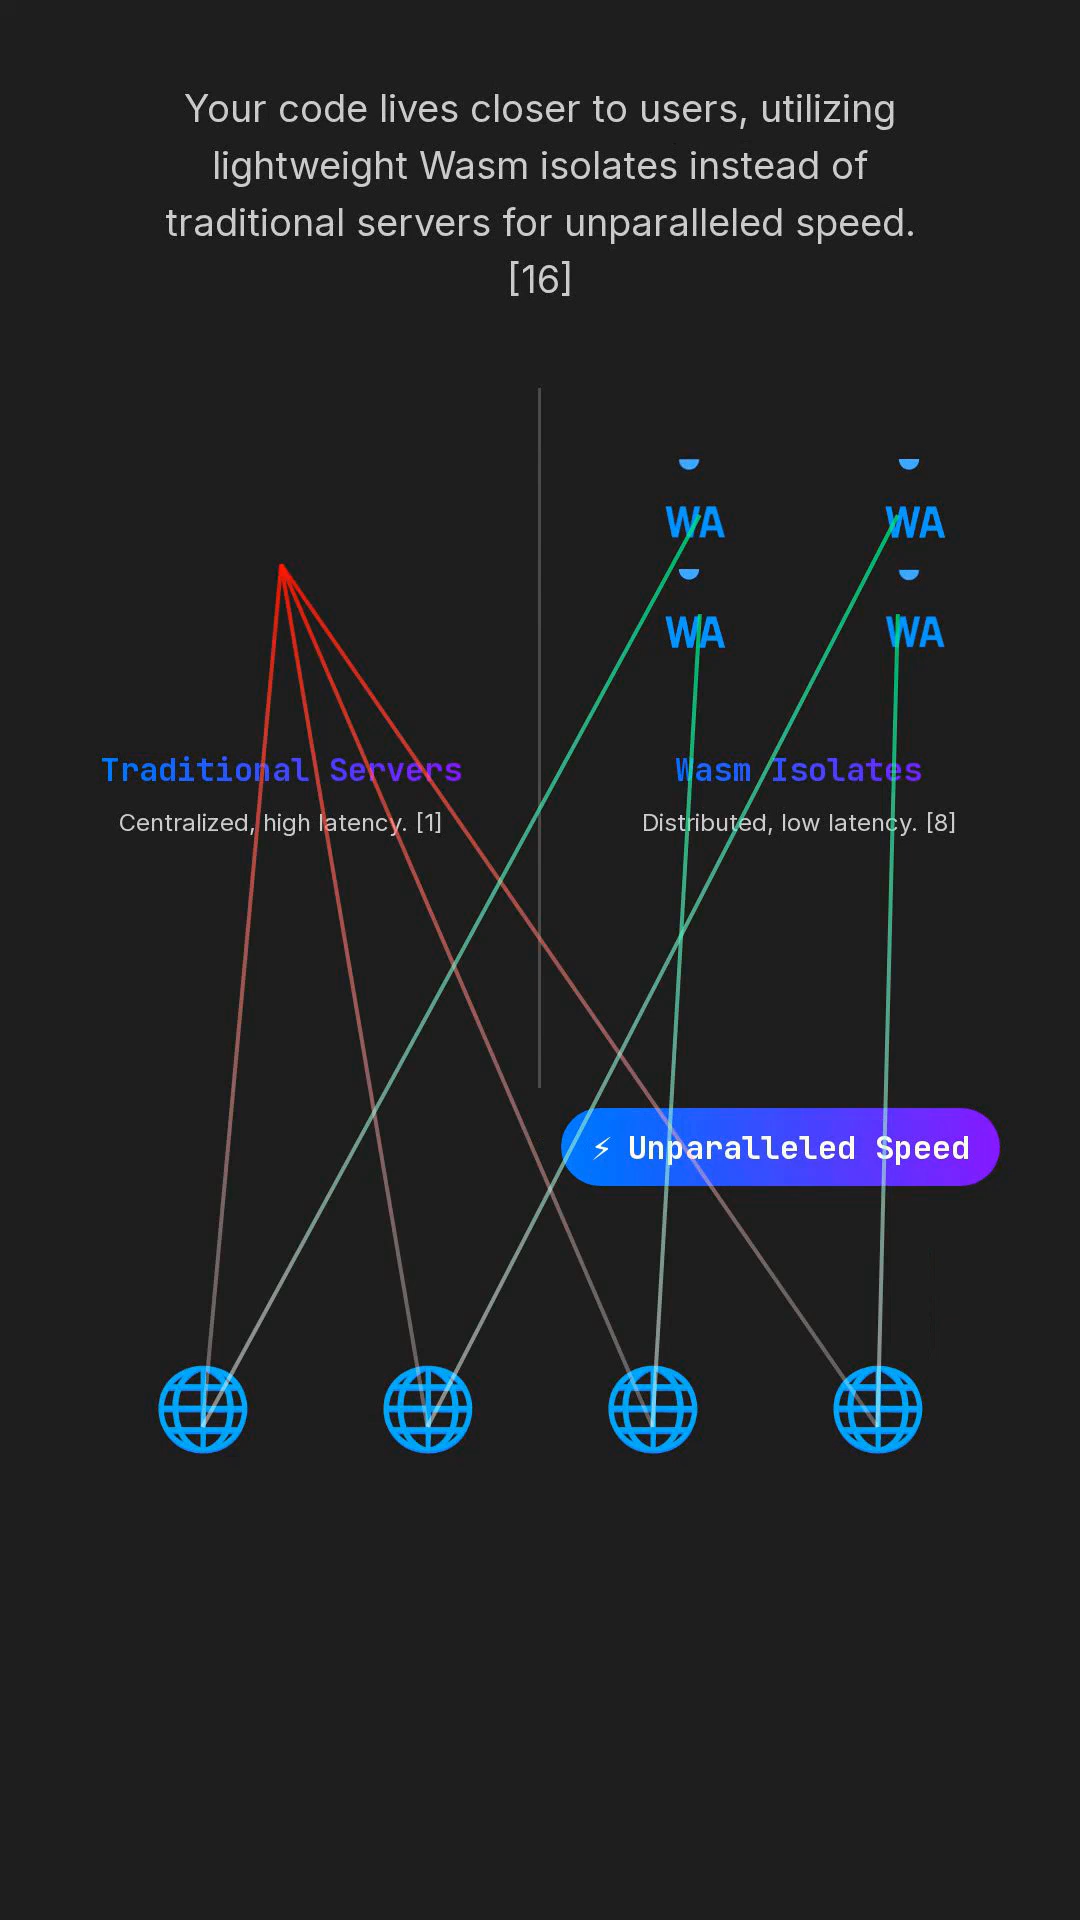 Your code lives closer to users, utilizing
lightweight Wasm isolates instead of
traditional servers for unparalleled speed.
[16]
WA
WA
WA
WA
Traditional Servers
Centralized, high latency. [1]
Wasm Isolates
Distributed, low latency. [8]
⚡ Unparalleled Speed